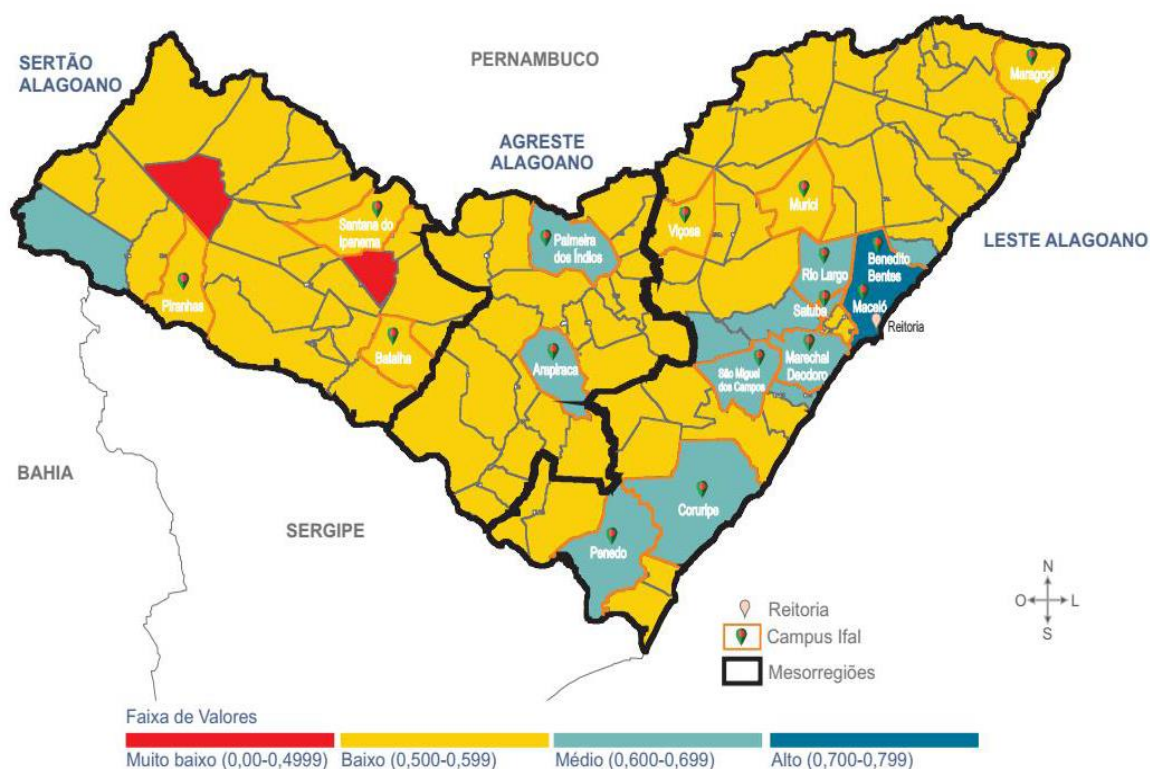 SERTÃO
ALAGOANO
PERNAMBUCO
AGRESTE
ALAGOANO
LESTE ALAGOANO
BAHIA
SERGIPE
Maragogi
Santana do
Ipanema
Palmeira
dos Índios
Viçosa
Murici
Rio Largo
Benedito
Bentes
Maceió
Satuba
Reitoria
Piranhas
Batalha
Arapiraca
São Miguel
dos Campos
Marechal
Deodoro
Coruripe
Penedo
N
O
L
S
Reitoria
Campus Ifal
Mesorregiões
Faixa de Valores
Muito baixo (0,00-0,4999)
Baixo (0,500-0,599)
Médio (0,600-0,699)
Alto (0,700-0,799)